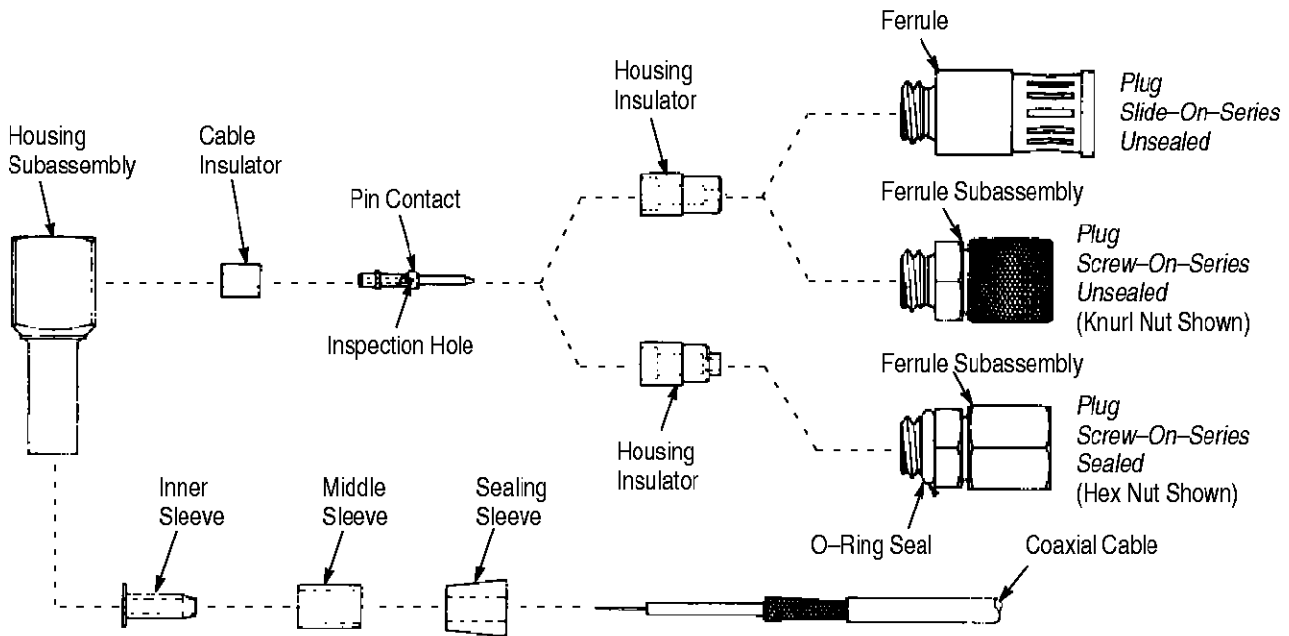 Ferrule
Housing
Insulator
Plug
Slide–On–Series
Unsealed
Housing
Subassembly
Cable
Insulator
Pin Contact
Ferrule Subassembly
Plug
Screw–On–Series
Unsealed
(Knurl Nut Shown)
Inspection Hole
Ferrule Subassembly
Plug
Screw–On–Series
Sealed
(Hex Nut Shown)
Housing
Insulator
Inner
Sleeve
Middle
Sleeve
Sealing
Sleeve
O–Ring Seal
Coaxial Cable